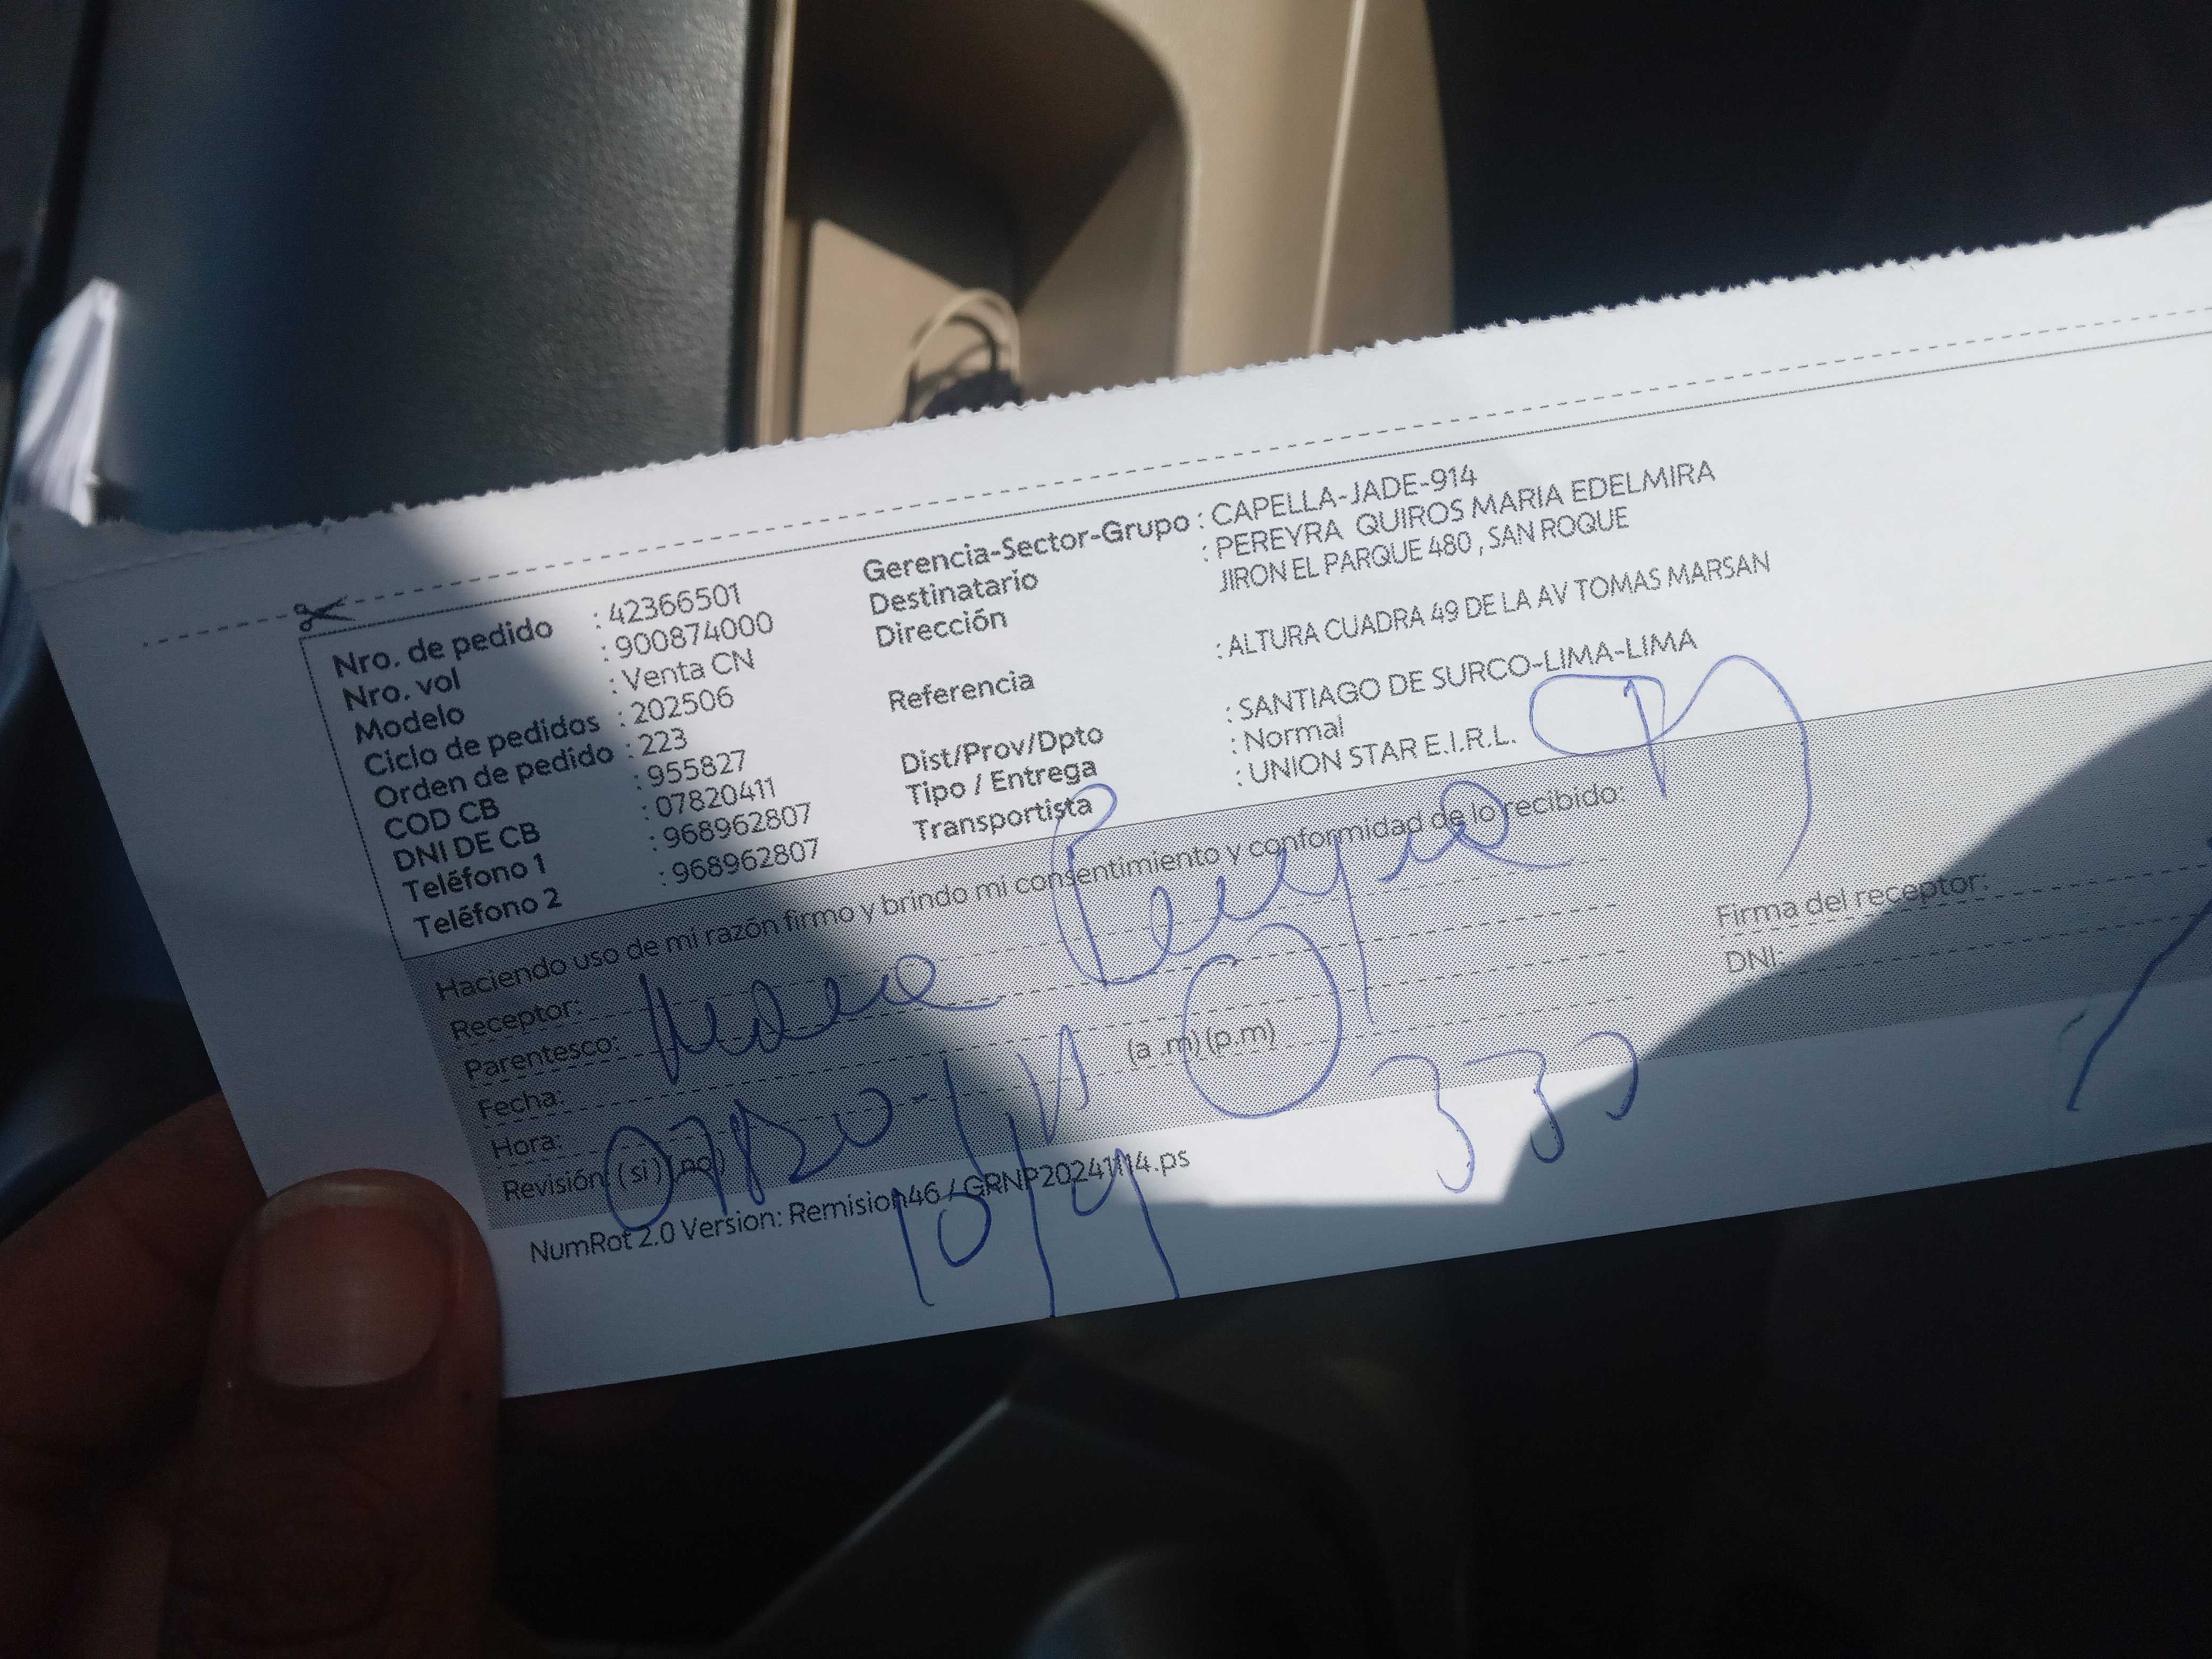 Nro. de pedido : 42366501
Nro. vol : 900874000
Modelo : Venta CN
Ciclo de pedidos : 202506
Orden de pedido : 223
COD CB : 955827
DNI DE CB : 07820411
Teléfono 1 : 968962807
Teléfono 2 : 968962807
Gerencia-Sector-Grupo : CAPELLA-JADE-914
Destinatario : PEREYRA QUIROS MARIA EDELMIRA
Dirección JIRON EL PARQUE 480 , SAN ROQUE
Referencia : ALTURA CUADRA 49 DE LA AV TOMAS MARSAN
Dist/Prov/Dpto : SANTIAGO DE SURCO-LIMA-LIMA
Tipo / Entrega : Normal
Transportista : UNION STAR E.I.R.L.
Haciendo uso de mi razón firmo y brindo mi consentimiento y conformidad de lo recibido:
Receptor:
Parentesco:
Fecha:
Hora: (a .m) (p.m)
Revisión: ( si ) ( no )
Firma del receptor:
DNI:
NumRot 2.0 Version: Remision46 / GRNP20241114.ps
10/4